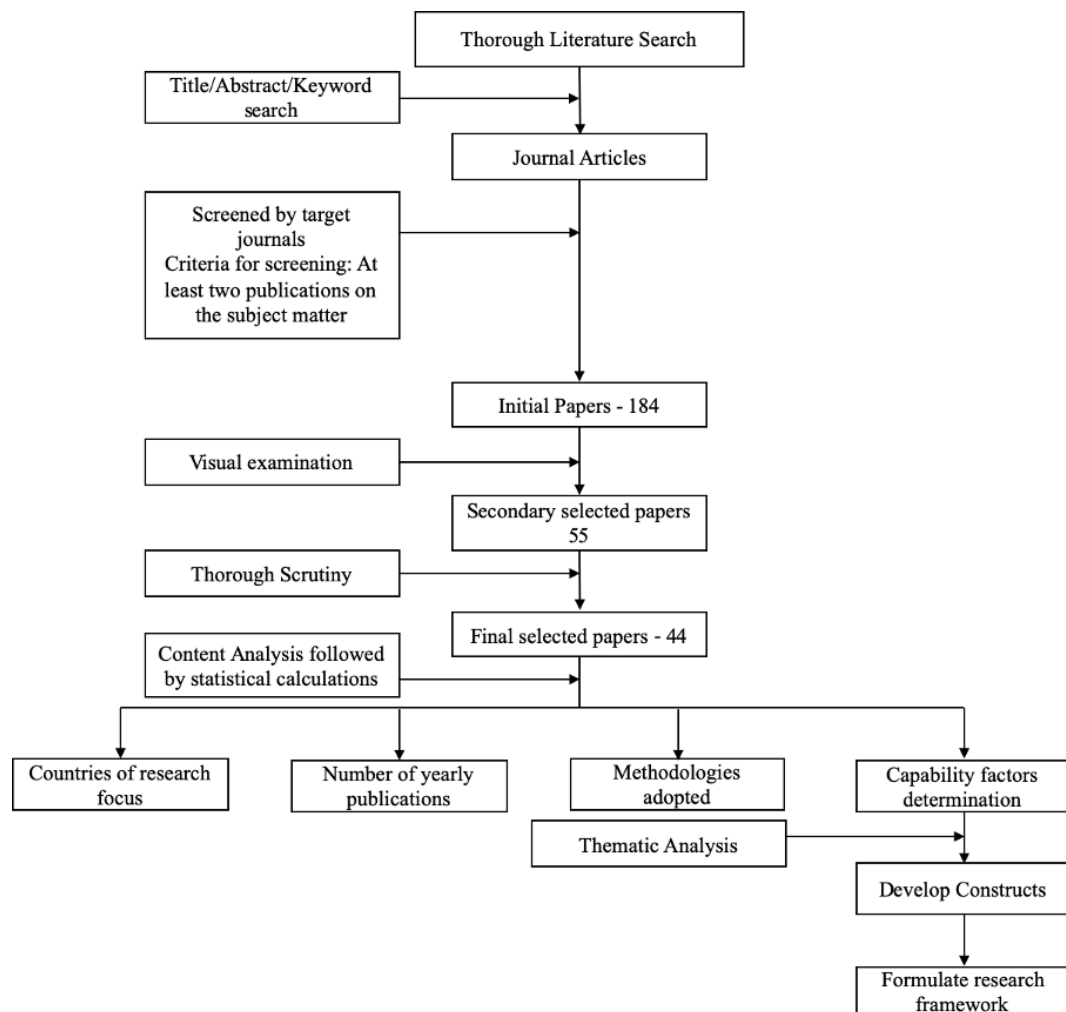 Thorough Literature Search
Title/Abstract/Keyword
search
Journal Articles
Screened by target
journals
Criteria for screening: At
least two publications on
the subject matter
Initial Papers - 184
Visual examination
Secondary selected papers
55
Thorough Scrutiny
Final selected papers - 44
Content Analysis followed
by statistical calculations
Countries of research
focus
Number of yearly
publications
Methodologies
adopted
Capability factors
determination
Thematic Analysis
Develop Constructs
Formulate research
framework